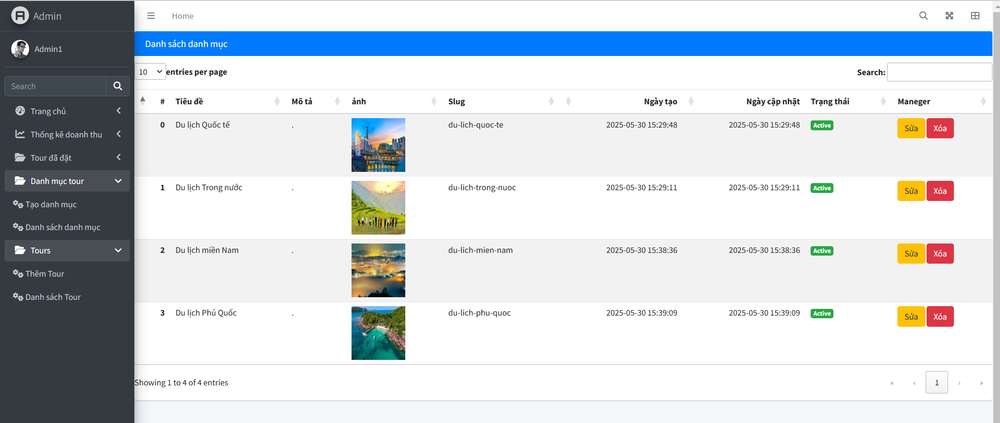 Admin
Home
Admin1
Search
Trang chủ
Thống kê doanh thu
Tour đã đặt
Danh mục tour
Tạo danh mục
Danh sách danh mục
Tours
Thêm Tour
Danh sách Tour
Danh sách danh mục
10 entries per page
Search:
# Tiêu đề Mô tả ảnh Slug Ngày tạo Ngày cập nhật Trạng thái Maneger
0 Du lịch Quốc tế . du-lich-quoc-te 2025-05-30 15:29:48 2025-05-30 15:29:48 Active Sửa Xóa
1 Du lịch Trong nước . du-lich-trong-nuoc 2025-05-30 15:29:11 2025-05-30 15:29:11 Active Sửa Xóa
2 Du lịch miền Nam . du-lich-mien-nam 2025-05-30 15:38:36 2025-05-30 15:38:36 Active Sửa Xóa
3 Du lịch Phú Quốc . du-lich-phu-quoc 2025-05-30 15:39:09 2025-05-30 15:39:09 Active Sửa Xóa
Showing 1 to 4 of 4 entries
« ‹ 1 › »